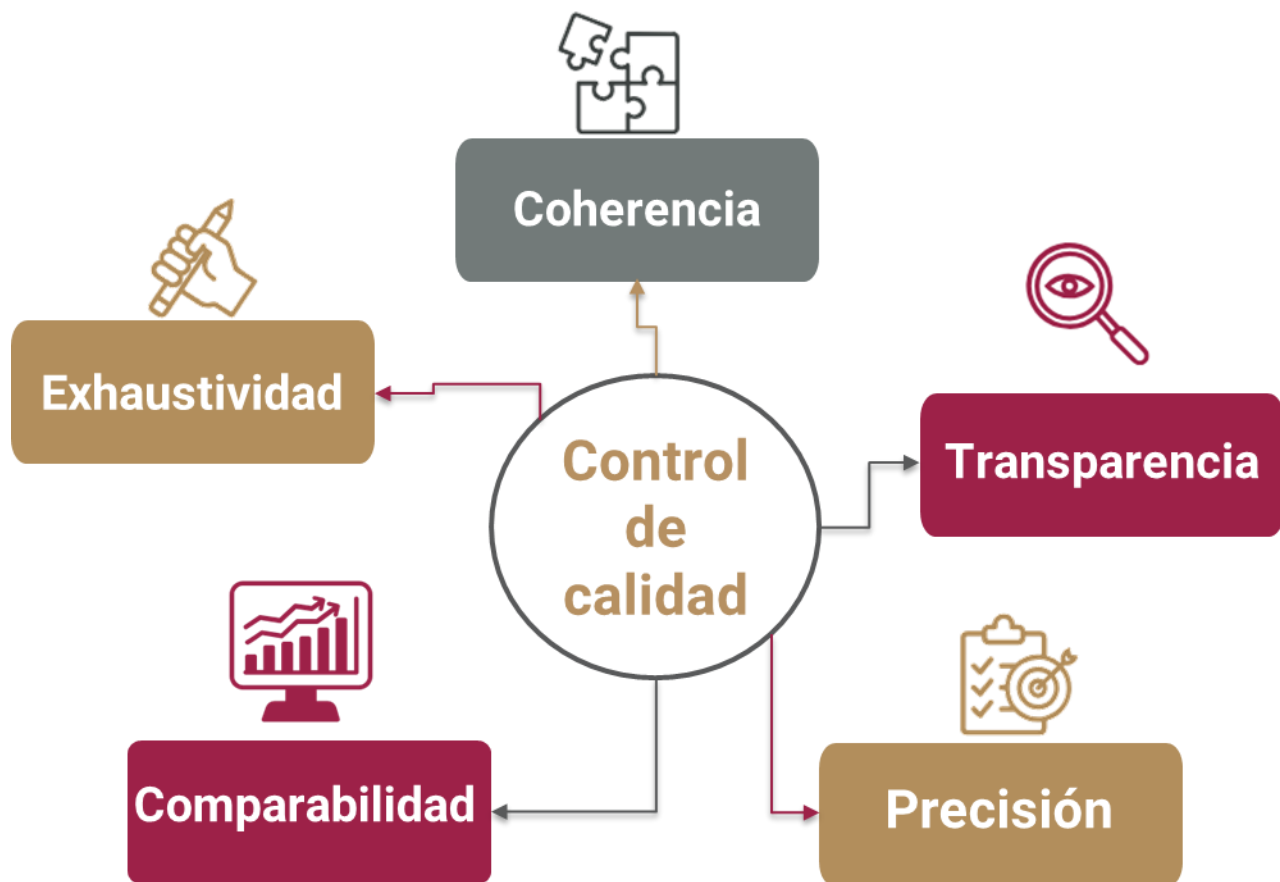 Coherencia
Exhaustividad
Transparencia
Control
de
calidad
Comparabilidad
Precisión